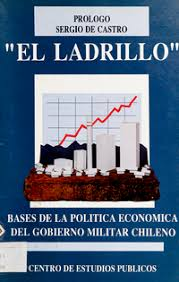 PROLOGO
SERGIO DE CASTRO
"EL LADRILLO"
BASES DE LA POLITICA ECONOMICA
DEL GOBIERNO MILITAR CHILENO
CENTRO DE ESTUDIOS PUBLICOS